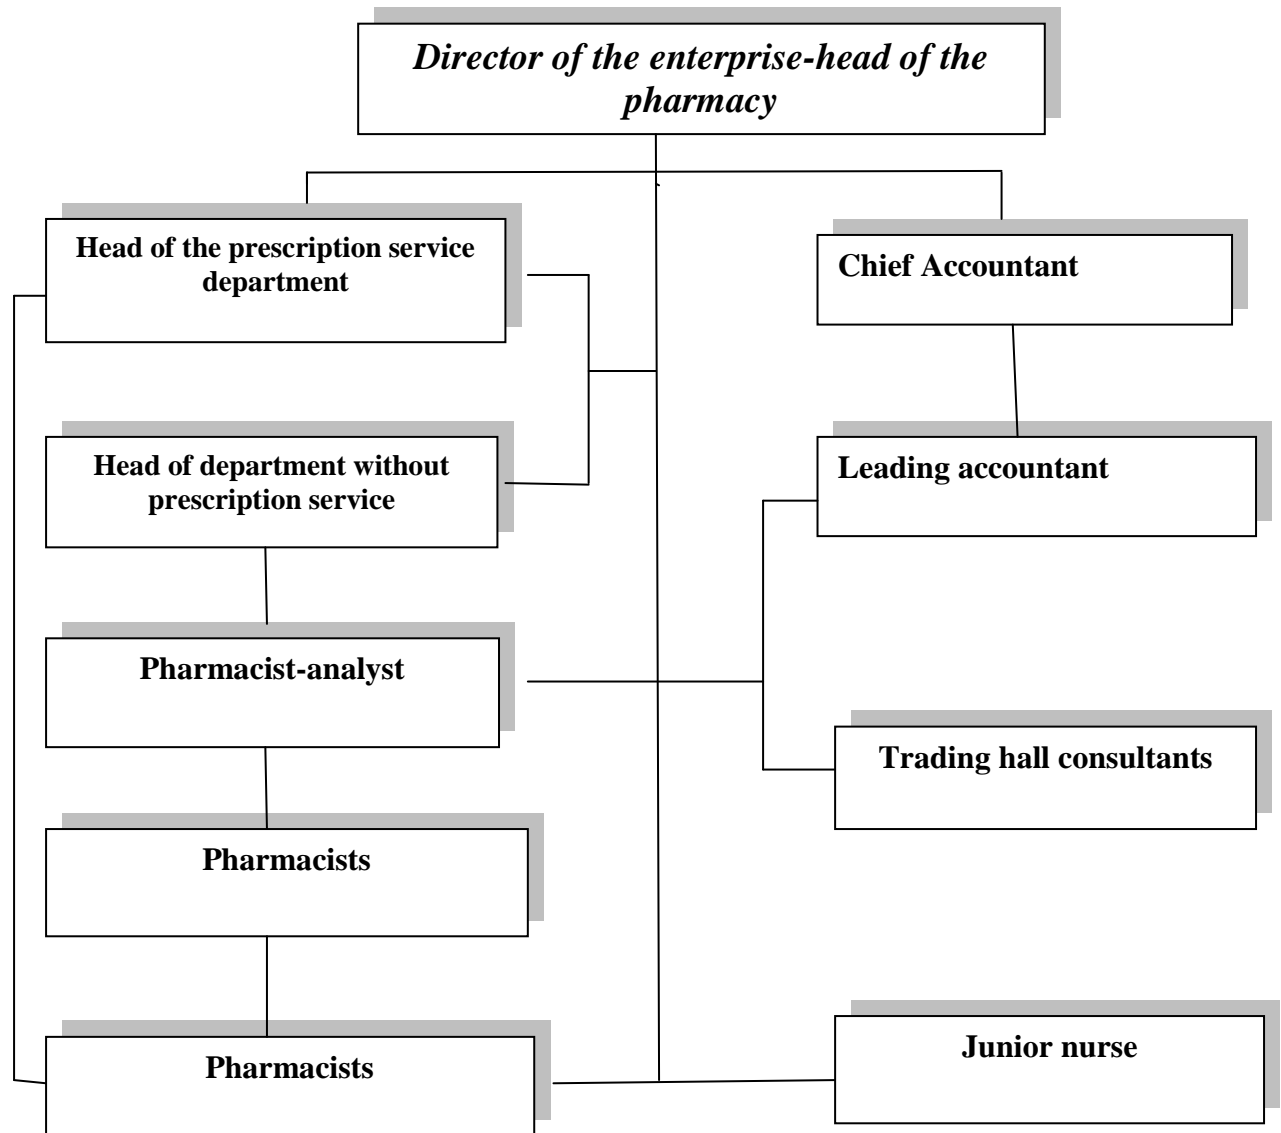 Director of the enterprise-head of the
pharmacy
Head of the prescription service
department
Chief Accountant
Head of department without
prescription service
Leading accountant
Pharmacist-analyst
Trading hall consultants
Pharmacists
Pharmacists
Junior nurse